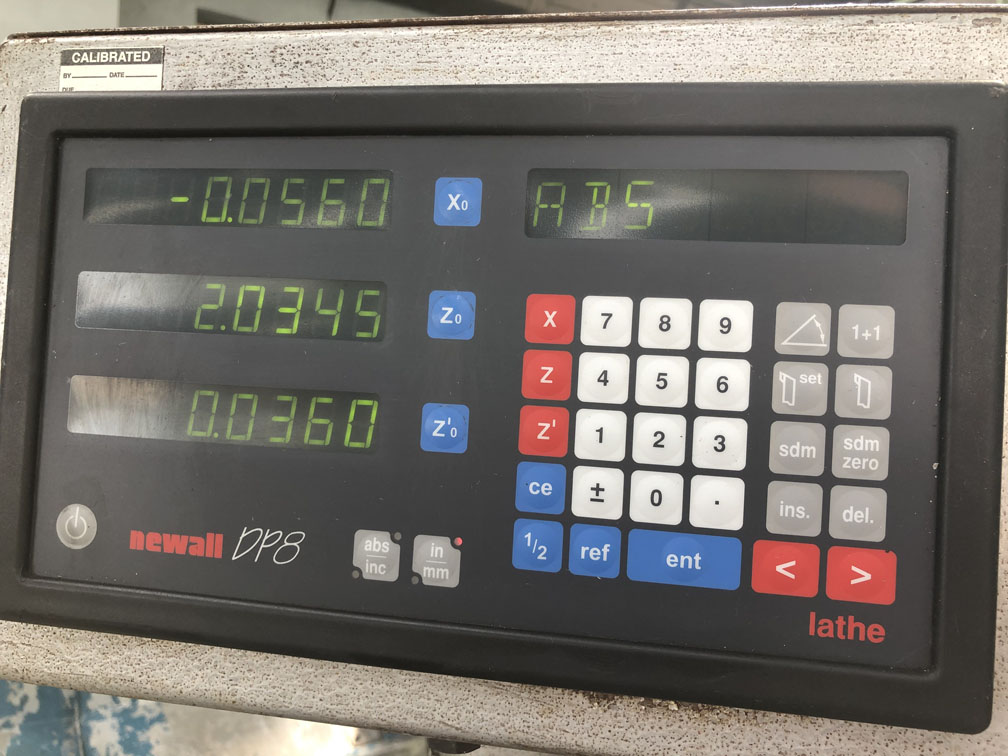 CALIBRATED
BY DATE
DUE
-0.0560 X0 ABS
2.0345 Z0
0.0360 Z'0
X 7 8 9 1+1
Z 4 5 6 set
Z' 1 2 3 sdm sdm zero
ce ± 0 . ins. del.
1/2 ref ent < >
newall DP8
abs
inc
in
mm
lathe